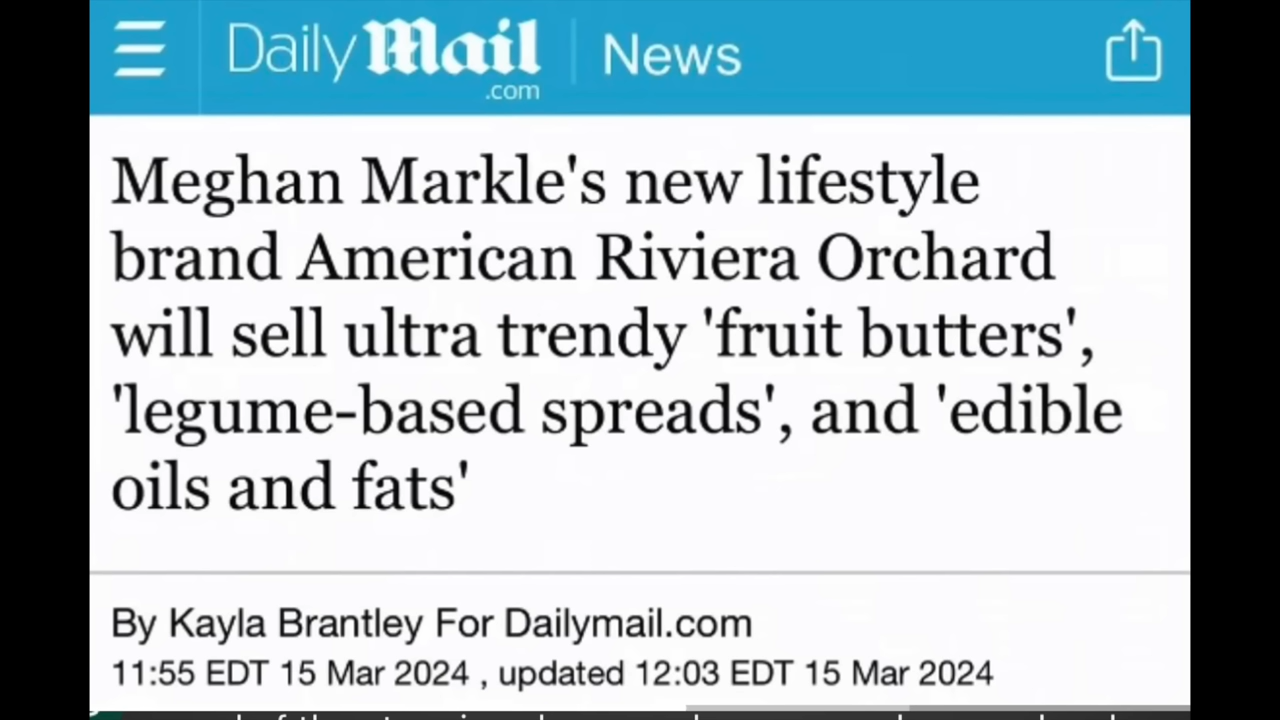 Daily Mail .com News
Meghan Markle's new lifestyle
brand American Riviera Orchard
will sell ultra trendy 'fruit butters',
'legume-based spreads', and 'edible
oils and fats'
By Kayla Brantley For Dailymail.com
11:55 EDT 15 Mar 2024 , updated 12:03 EDT 15 Mar 2024